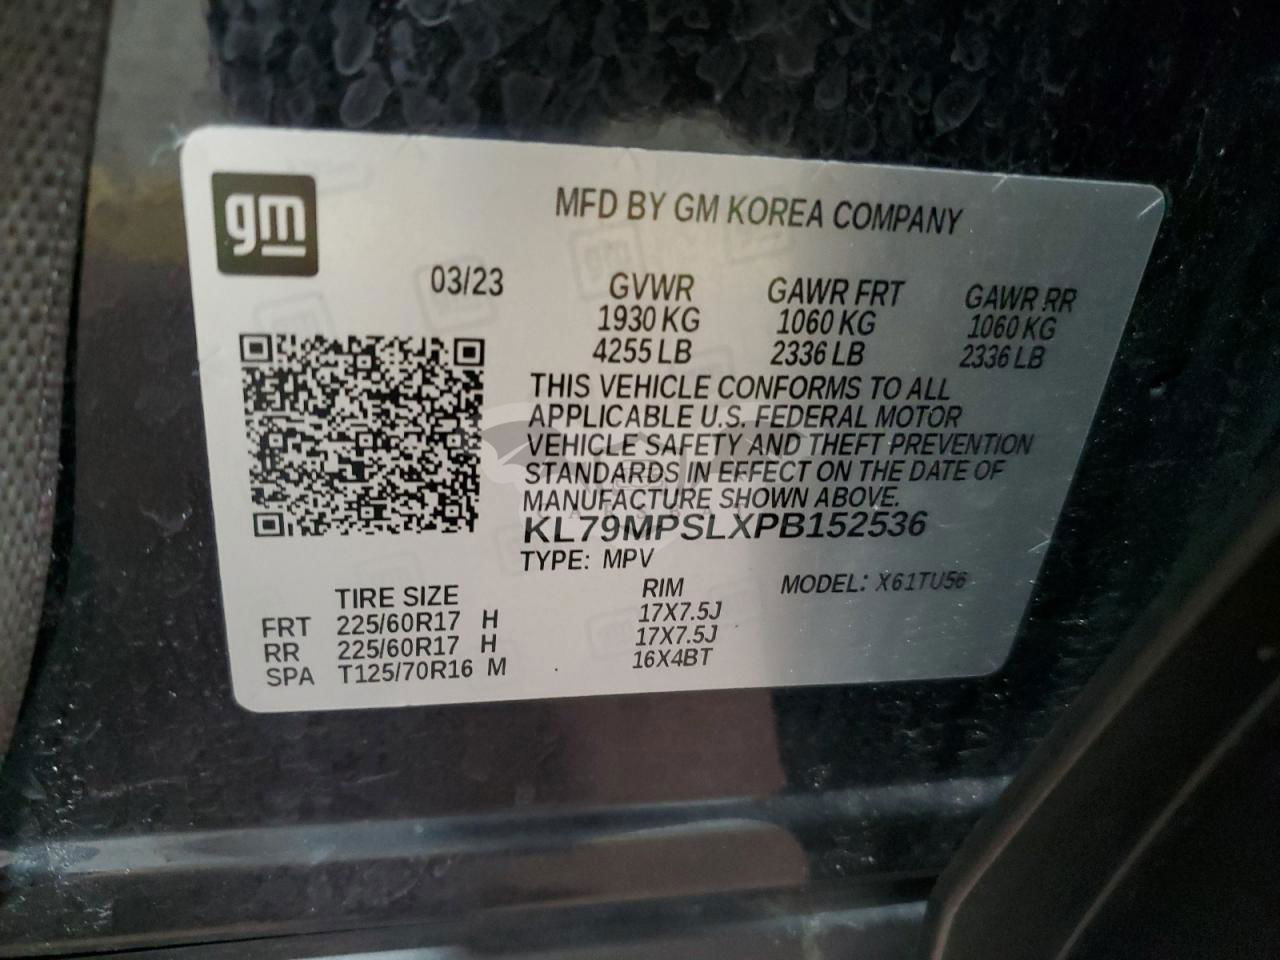 gm
MFD BY GM KOREA COMPANY
03/23 GVWR GAWR FRT GAWR RR
1930 KG 1060 KG 1060 KG
4255 LB 2336 LB 2336 LB
THIS VEHICLE CONFORMS TO ALL
APPLICABLE U.S. FEDERAL MOTOR
VEHICLE SAFETY AND THEFT PREVENTION
STANDARDS IN EFFECT ON THE DATE OF
MANUFACTURE SHOWN ABOVE.
KL79MPSLXPB152536
TYPE: MPV
TIRE SIZE RIM MODEL: X61TU56
FRT 225/60R17 H 17X7.5J
RR 225/60R17 H 17X7.5J
SPA T125/70R16 M 16X4BT